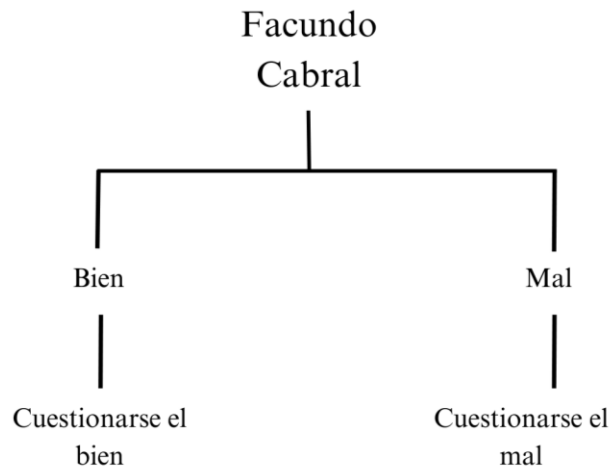 Facundo
Cabral
Bien
Mal
Cuestionarse el
bien
Cuestionarse el
mal